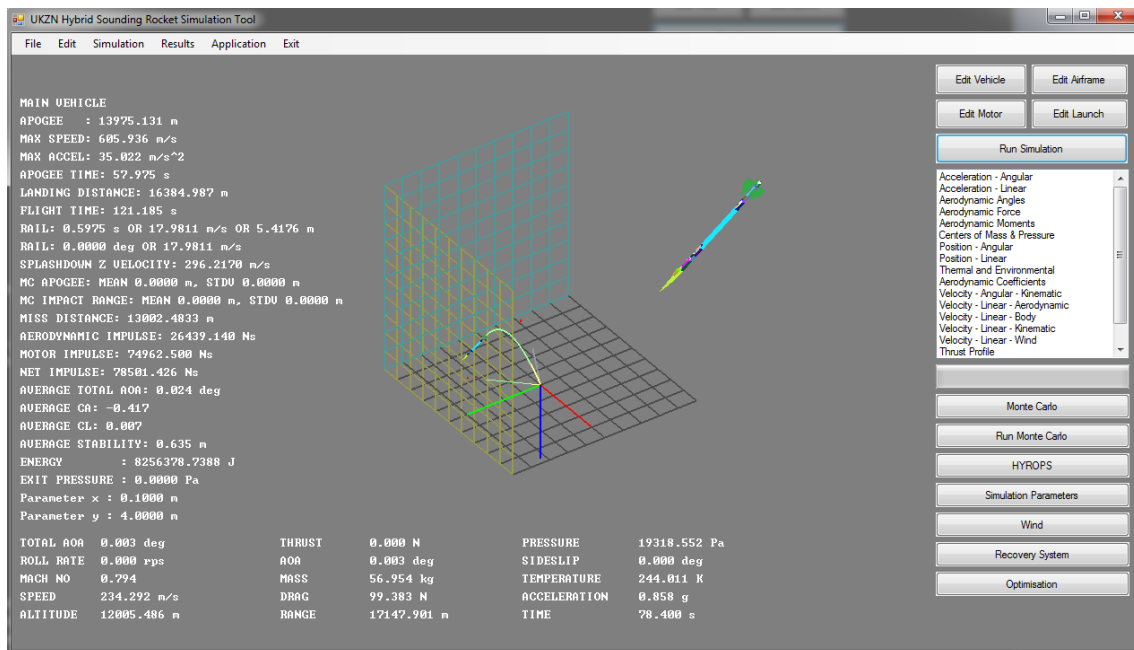 UKZN Hybrid Sounding Rocket Simulation Tool
File Edit Simulation Results Application Exit
MAIN VEHICLE
APOGEE : 13975.131 m
MAX SPEED: 605.936 m/s
MAX ACCEL: 35.022 m/s^2
APOGEE TIME: 57.975 s
LANDING DISTANCE: 16384.987 m
FLIGHT TIME: 121.185 s
RAIL: 0.5975 s OR 17.9811 m/s OR 5.4176 m
RAIL: 0.0000 deg OR 17.9811 m/s
SPLASHDOWN Z VELOCITY: 296.2170 m/s
MC APOGEE: MEAN 0.0000 m, STDV 0.0000 m
MC IMPACT RANGE: MEAN 0.0000 m, STDV 0.0000 m
MISS DISTANCE: 13002.4833 m
AERODYNAMIC IMPULSE: 26439.140 Ns
MOTOR IMPULSE: 74962.500 Ns
NET IMPULSE: 78501.426 Ns
AVERAGE TOTAL AOA: 0.024 deg
AVERAGE CA: -0.417
AVERAGE CL: 0.007
AVERAGE STABILITY: 0.635 m
ENERGY : 8256378.7388 J
EXIT PRESSURE : 0.0000 Pa
Parameter x : 0.1000 m
Parameter y : 4.0000 m
TOTAL AOA 0.003 deg THRUST 0.000 N PRESSURE 19318.552 Pa
ROLL RATE 0.000 rps AOA 0.003 deg SIDESLIP 0.000 deg
MACH NO 0.794 MASS 56.954 kg TEMPERATURE 244.011 K
SPEED 234.292 m/s DRAG 99.383 N ACCELERATION 0.858 g
ALTITUDE 12005.486 m RANGE 17147.901 m TIME 78.400 s
Edit Vehicle Edit Airframe
Edit Motor Edit Launch
Run Simulation
Acceleration - Angular
Acceleration - Linear
Aerodynamic Angles
Aerodynamic Force
Aerodynamic Moments
Centers of Mass & Pressure
Position - Angular
Position - Linear
Thermal and Environmental
Aerodynamic Coefficients
Velocity - Angular - Kinematic
Velocity - Linear - Aerodynamic
Velocity - Linear - Body
Velocity - Linear - Kinematic
Velocity - Linear - Wind
Thrust Profile
Monte Carlo
Run Monte Carlo
HYROPS
Simulation Parameters
Wind
Recovery System
Optimisation